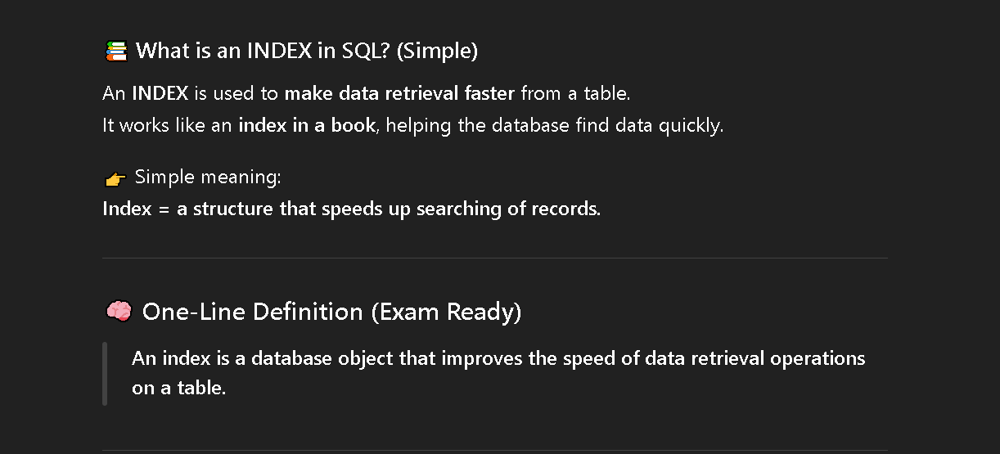 📚 What is an INDEX in SQL? (Simple)
An INDEX is used to make data retrieval faster from a table.
It works like an index in a book, helping the database find data quickly.
👉 Simple meaning:
Index = a structure that speeds up searching of records.
🧠 One-Line Definition (Exam Ready)
An index is a database object that improves the speed of data retrieval operations
on a table.